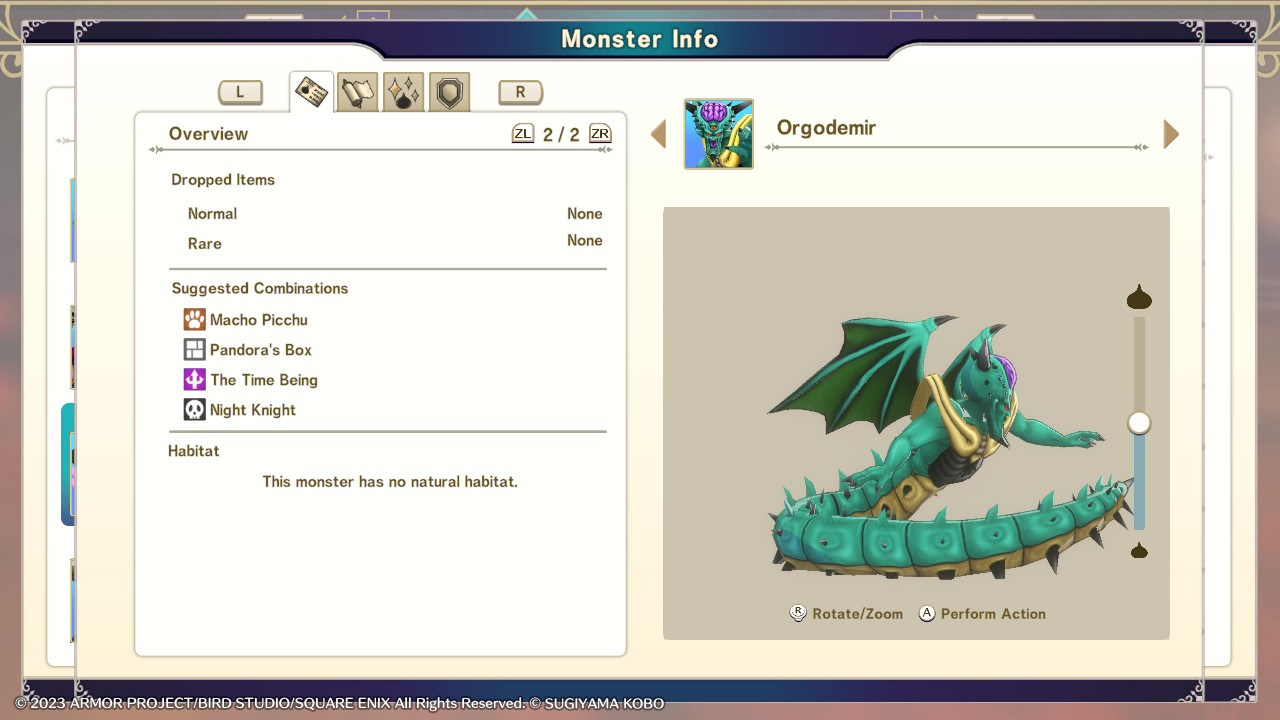 Monster Info
L
R
Overview
ZL 2 / 2 ZR
Orgodemir
Dropped Items
Normal None
Rare None
Suggested Combinations
Macho Picchu
Pandora's Box
The Time Being
Night Knight
Habitat
This monster has no natural habitat.
R Rotate/Zoom A Perform Action
© 2023 ARMOR PROJECT/BIRD STUDIO/SQUARE ENIX All Rights Reserved. © SUGIYAMA KOBO